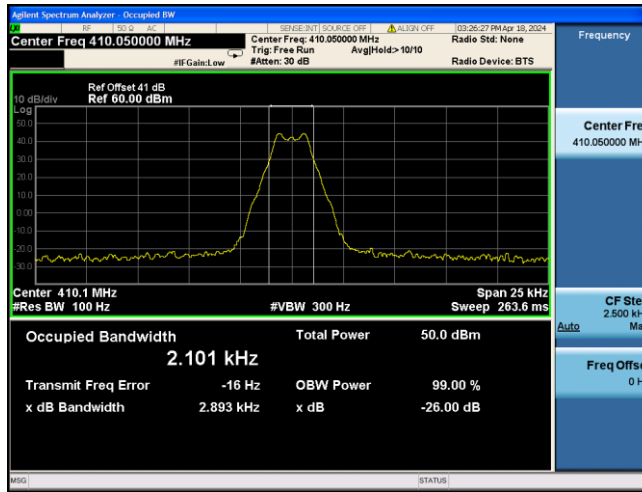 Agilent Spectrum Analyzer - Occupied BW
RF 50 Ω AC SENSE:INT SOURCE OFF ALIGN OFF 03:26:27 PM Apr 18, 2024
Center Freq 410.050000 MHz Center Freq: 410.050000 MHz Radio Std: None Frequency
Trig: Free Run Avg|Hold:>10/10
#IFGain:Low #Atten: 30 dB Radio Device: BTS
Ref Offset 41 dB
10 dB/div Ref 60.00 dBm
Log
50.0
40.0
30.0
20.0
10.0
0.00
-10.0
-20.0
-30.0
Center Fre
410.050000 MH
Center 410.1 MHz Span 25 kHz
#Res BW 100 Hz #VBW 300 Hz Sweep 263.6 ms
CF Ste
2.500 kH
Auto Ma
Occupied Bandwidth Total Power 50.0 dBm
2.101 kHz
Freq Offse
0 H
Transmit Freq Error -16 Hz OBW Power 99.00 %
x dB Bandwidth 2.893 kHz x dB -26.00 dB
MSG STATUS